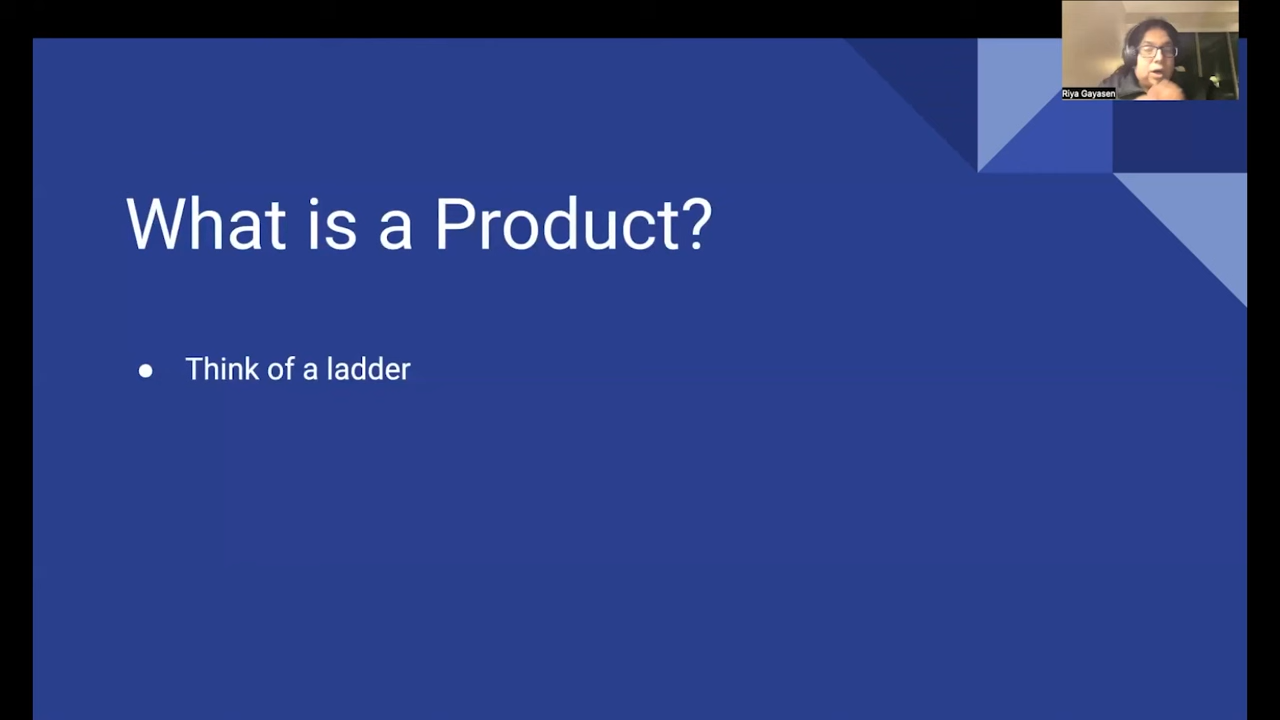 Riya Gayasen
What is a Product?
● Think of a ladder